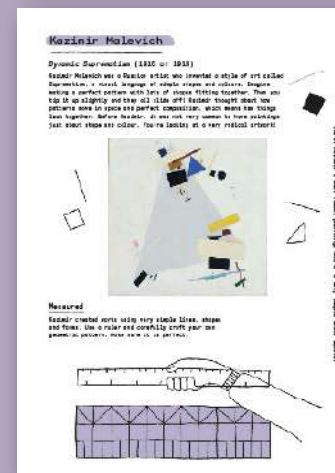 Kazimir Malevich
Dynamic Suprematism (1915 or 1916)
Kazimir Malevich was a Russian artist who invented a style of art called
Suprematism, a visual language of simple shapes and colours. Imagine
making a perfect pattern with lots of shapes fitting together. Then you
tip it up slightly and they all slide off! Kazimir thought about how
patterns move in space and perfect composition, which means how things
look together. Before Kazimir, it was not very common to have paintings
just about shape and colour. You're looking at a very radical artwork!
Measured
Kazimir created works using very simple lines, shapes
and forms. Use a ruler and carefully craft your own
geometric pattern, make sure it is perfect.